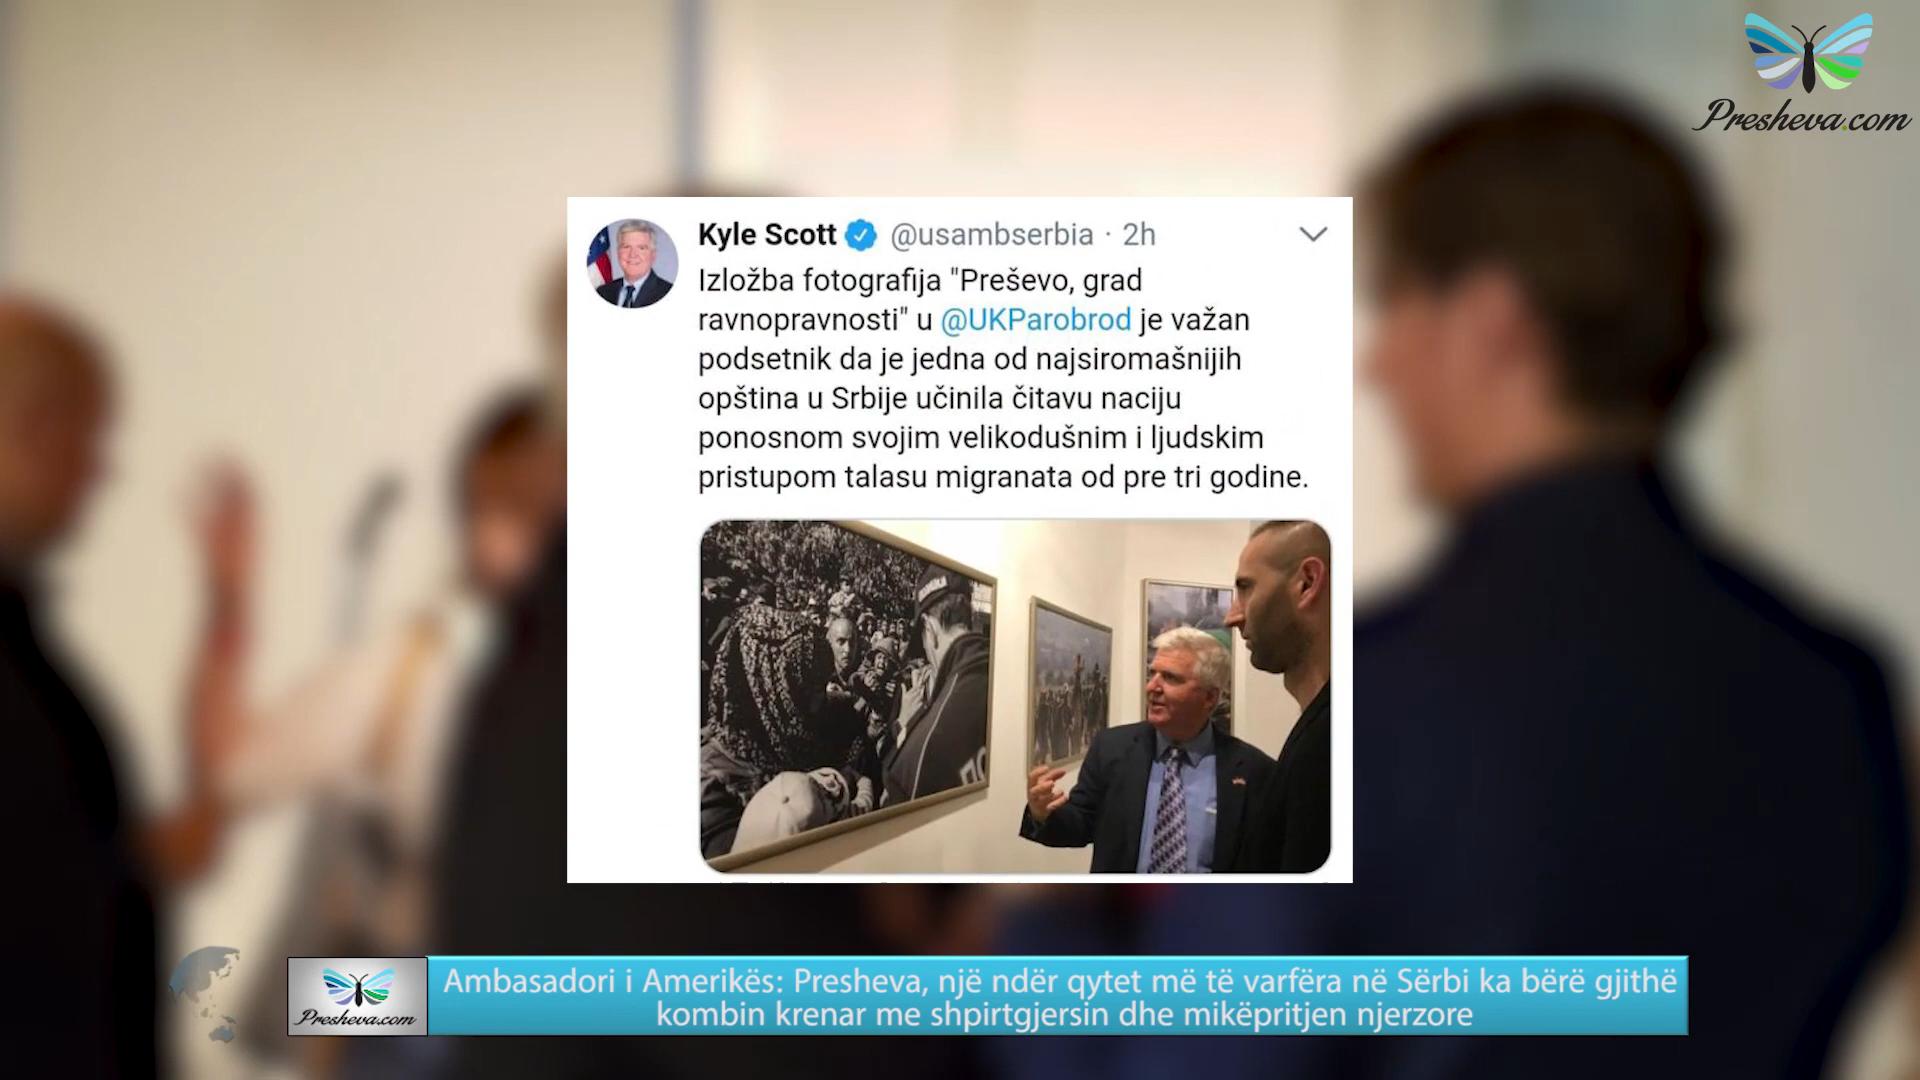 Presheva.com
Kyle Scott @usambserbia · 2h
Izložba fotografija "Preševo, grad
ravnopravnosti" u @UKParobrod je važan
podsetnik da je jedna od najsiromašnijih
opština u Srbije učinila čitavu naciju
ponosnom svojim velikodušnim i ljudskim
pristupom talasu migranata od pre tri godine.
Presheva.com
Ambasadori i Amerikës: Presheva, një ndër qytet më të varfëra në Sërbi ka bërë gjithë
kombin krenar me shpirtgjersin dhe mikëpritjen njerzore